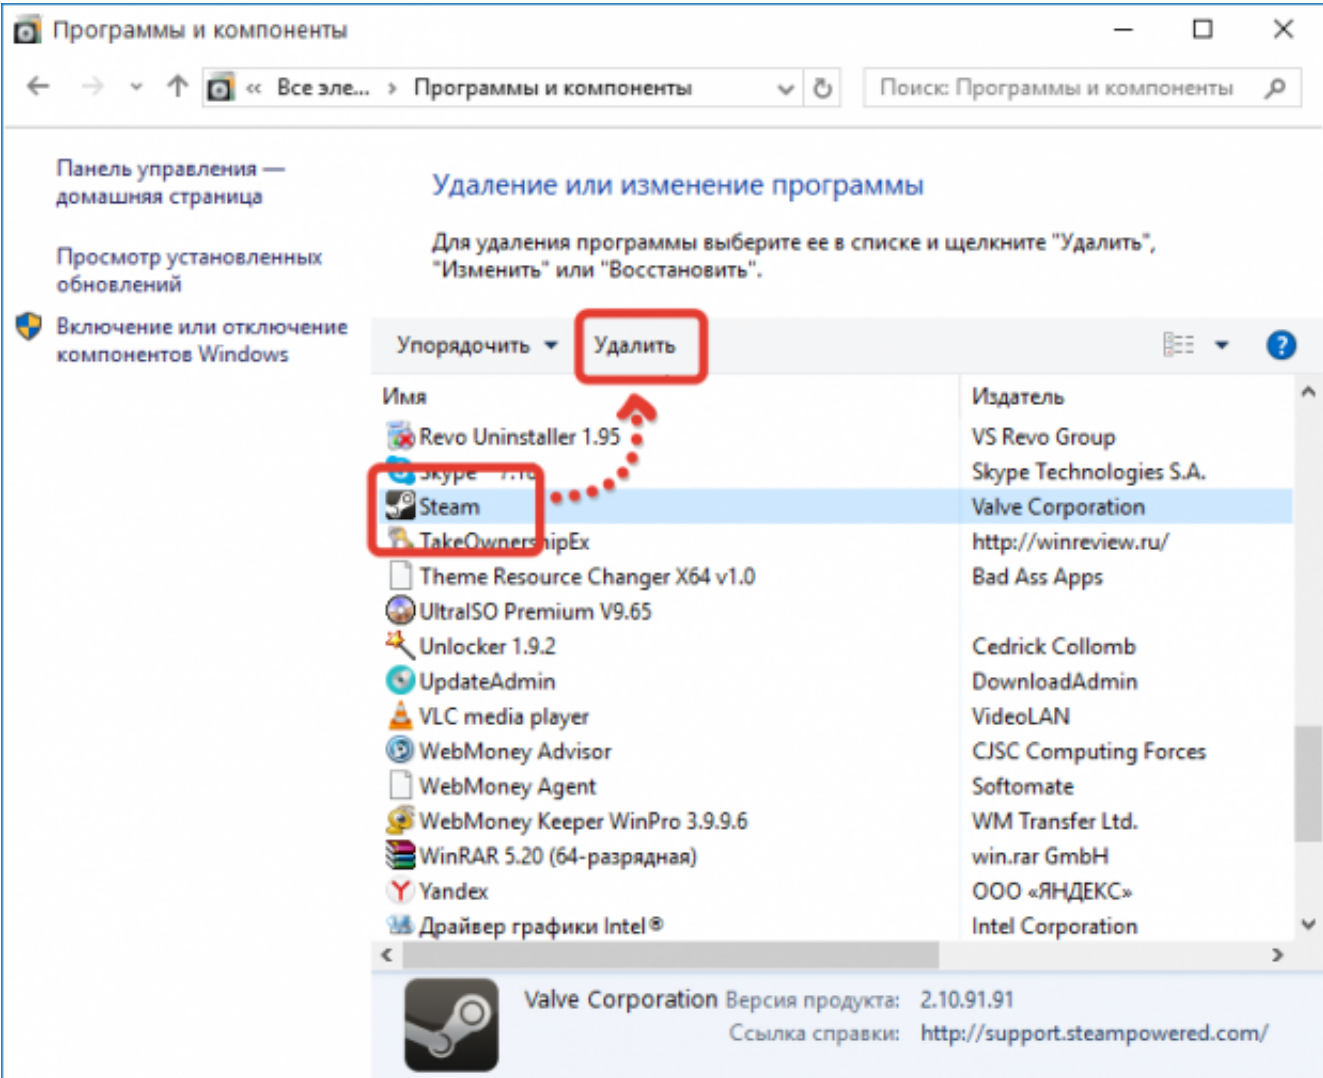 Программы и компоненты
« Все эле... › Программы и компоненты
Поиск: Программы и компоненты
Панель управления —
домашняя страница
Просмотр установленных
обновлений
Включение или отключение
компонентов Windows
Удаление или изменение программы
Для удаления программы выберите ее в списке и щелкните "Удалить",
"Изменить" или "Восстановить".
Упорядочить Удалить
Имя Издатель
Revo Uninstaller 1.95 VS Revo Group
Skype Skype Technologies S.A.
Steam Valve Corporation
TakeOwnershipEx http://winreview.ru/
Theme Resource Changer X64 v1.0 Bad Ass Apps
UltraISO Premium V9.65
Unlocker 1.9.2 Cedrick Collomb
UpdateAdmin DownloadAdmin
VLC media player VideoLAN
WebMoney Advisor CJSC Computing Forces
WebMoney Agent Softomate
WebMoney Keeper WinPro 3.9.9.6 WM Transfer Ltd.
WinRAR 5.20 (64-разрядная) win.rar GmbH
Yandex ООО «ЯНДЕКС»
Драйвер графики Intel® Intel Corporation
Valve Corporation Версия продукта: 2.10.91.91
Ссылка справки: http://support.steampowered.com/